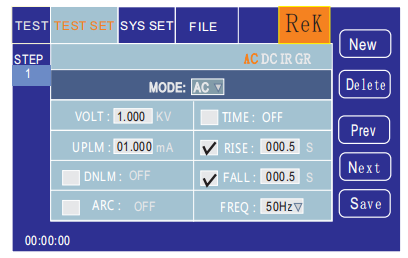 TEST TEST SET SYS SET FILE ReK
STEP AC DC IR GR New
1
MODE: AC Delete
VOLT: 1.000 KV TIME: OFF
UPLM: 01.000 mA RISE: 000.5 S Prev
DNLM: OFF FALL: 000.5 S Next
ARC: OFF FREQ: 50Hz Save
00:00:00